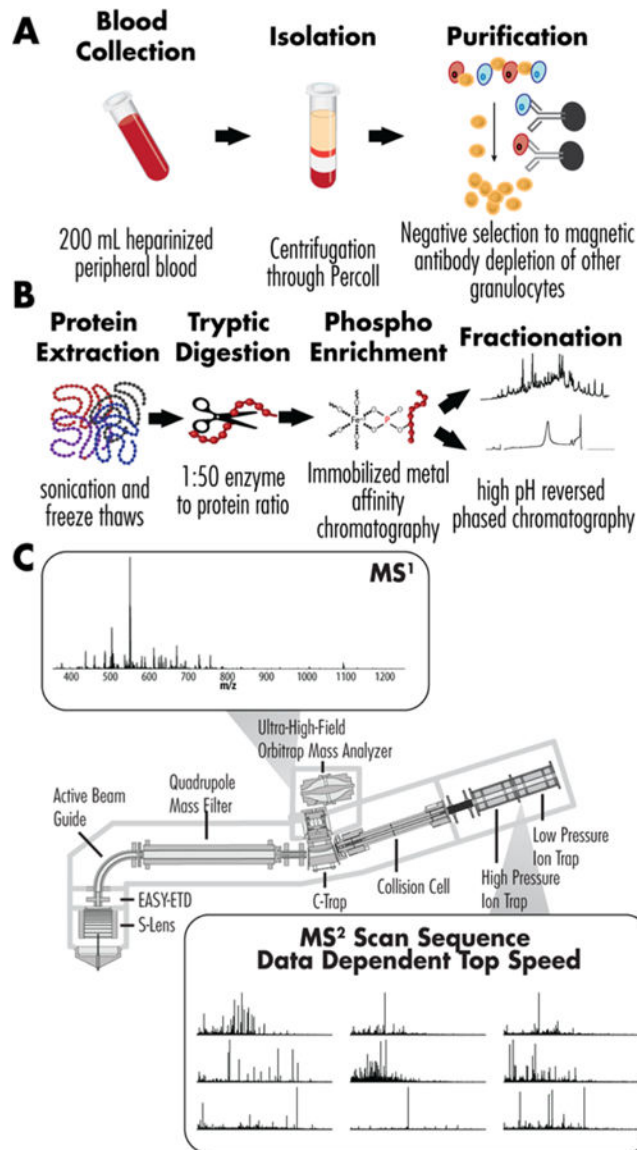 A
Blood
Collection
Isolation
Purification
200 mL heparinized
peripheral blood
Centrifugation
through Percoll
Negative selection to magnetic
antibody depletion of other
granulocytes
B
Protein
Extraction
Tryptic
Digestion
Phospho
Enrichment
Fractionation
Fe
P
sonication and
freeze thaws
1:50 enzyme
to protein ratio
Immobilized metal
affinity
chromatography
high pH reversed
phased chromatography
C
MS¹
400 500 600 700 800 900 1000 1100 1200
m/z
Ultra-High-Field
Orbitrap Mass Analyzer
Quadrupole
Mass Filter
Active Beam
Guide
Low Pressure
Ion Trap
High Pressure
Ion Trap
Collision Cell
C-Trap
EASY-ETD
S-Lens
MS² Scan Sequence
Data Dependent Top Speed